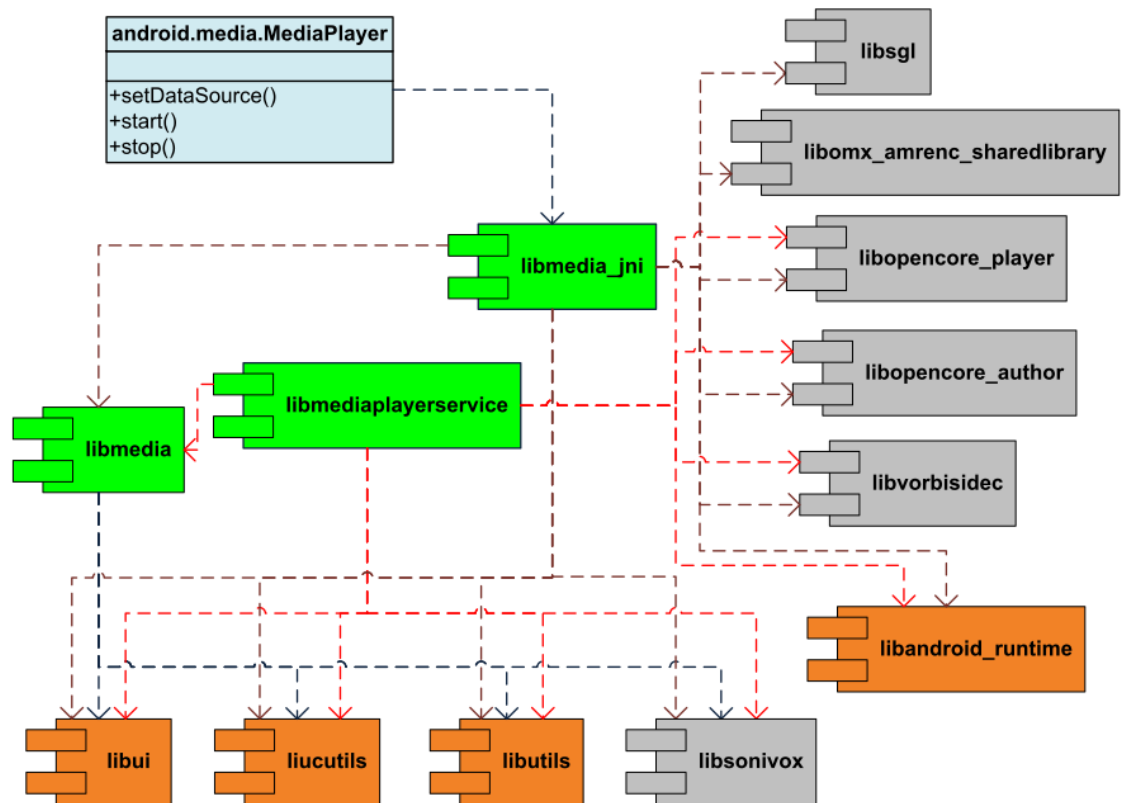 android.media.MediaPlayer
+setDataSource()
+start()
+stop()
libsgl
libomx_amrenc_sharedlibrary
libopencore_player
libmedia_jni
libopencore_author
libmediaplayerservice
libmedia
libvorbisidec
libandroid_runtime
libui
liucutils
libutils
libsonivox